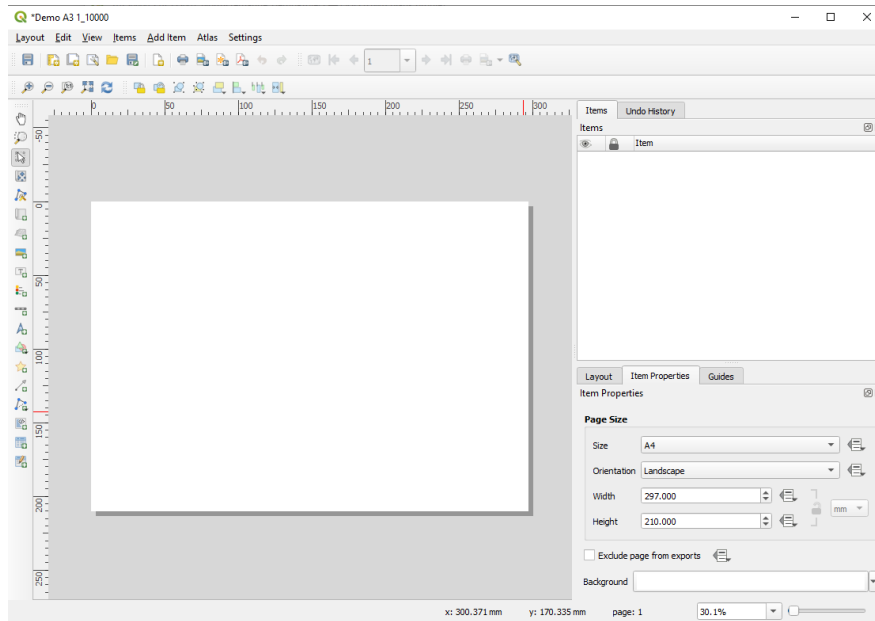 *Demo A3 1_10000
Layout Edit View Items Add Item Atlas Settings
1
0 50 100 150 200 250 300
-50
0
50
100
150
200
250
Items Undo History
Items
Item
Layout Item Properties Guides
Item Properties
Page Size
Size A4
Orientation Landscape
Width 297.000
mm
Height 210.000
Exclude page from exports
Background
x: 300.371 mm y: 170.335 mm page: 1 30.1%